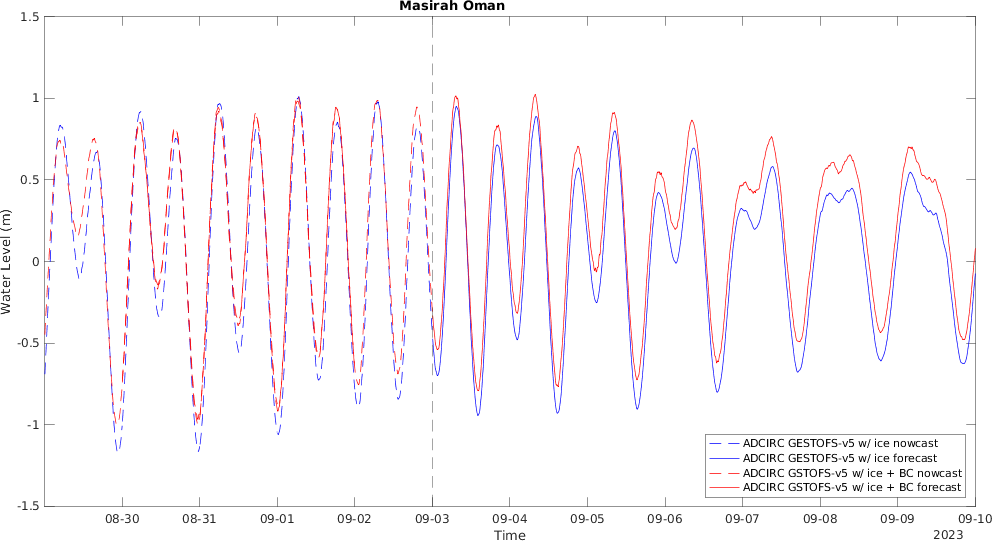 Masirah Oman
1.5
1
0.5
0
-0.5
-1
-1.5
Water Level (m)
08-30
08-31
09-01
09-02
09-03
09-04
09-05
09-06
09-07
09-08
09-09
09-10
Time
2023
ADCIRC GESTOFS-v5 w/ ice nowcast
ADCIRC GESTOFS-v5 w/ ice forecast
ADCIRC GSTOFS-v5 w/ ice + BC nowcast
ADCIRC GSTOFS-v5 w/ ice + BC forecast